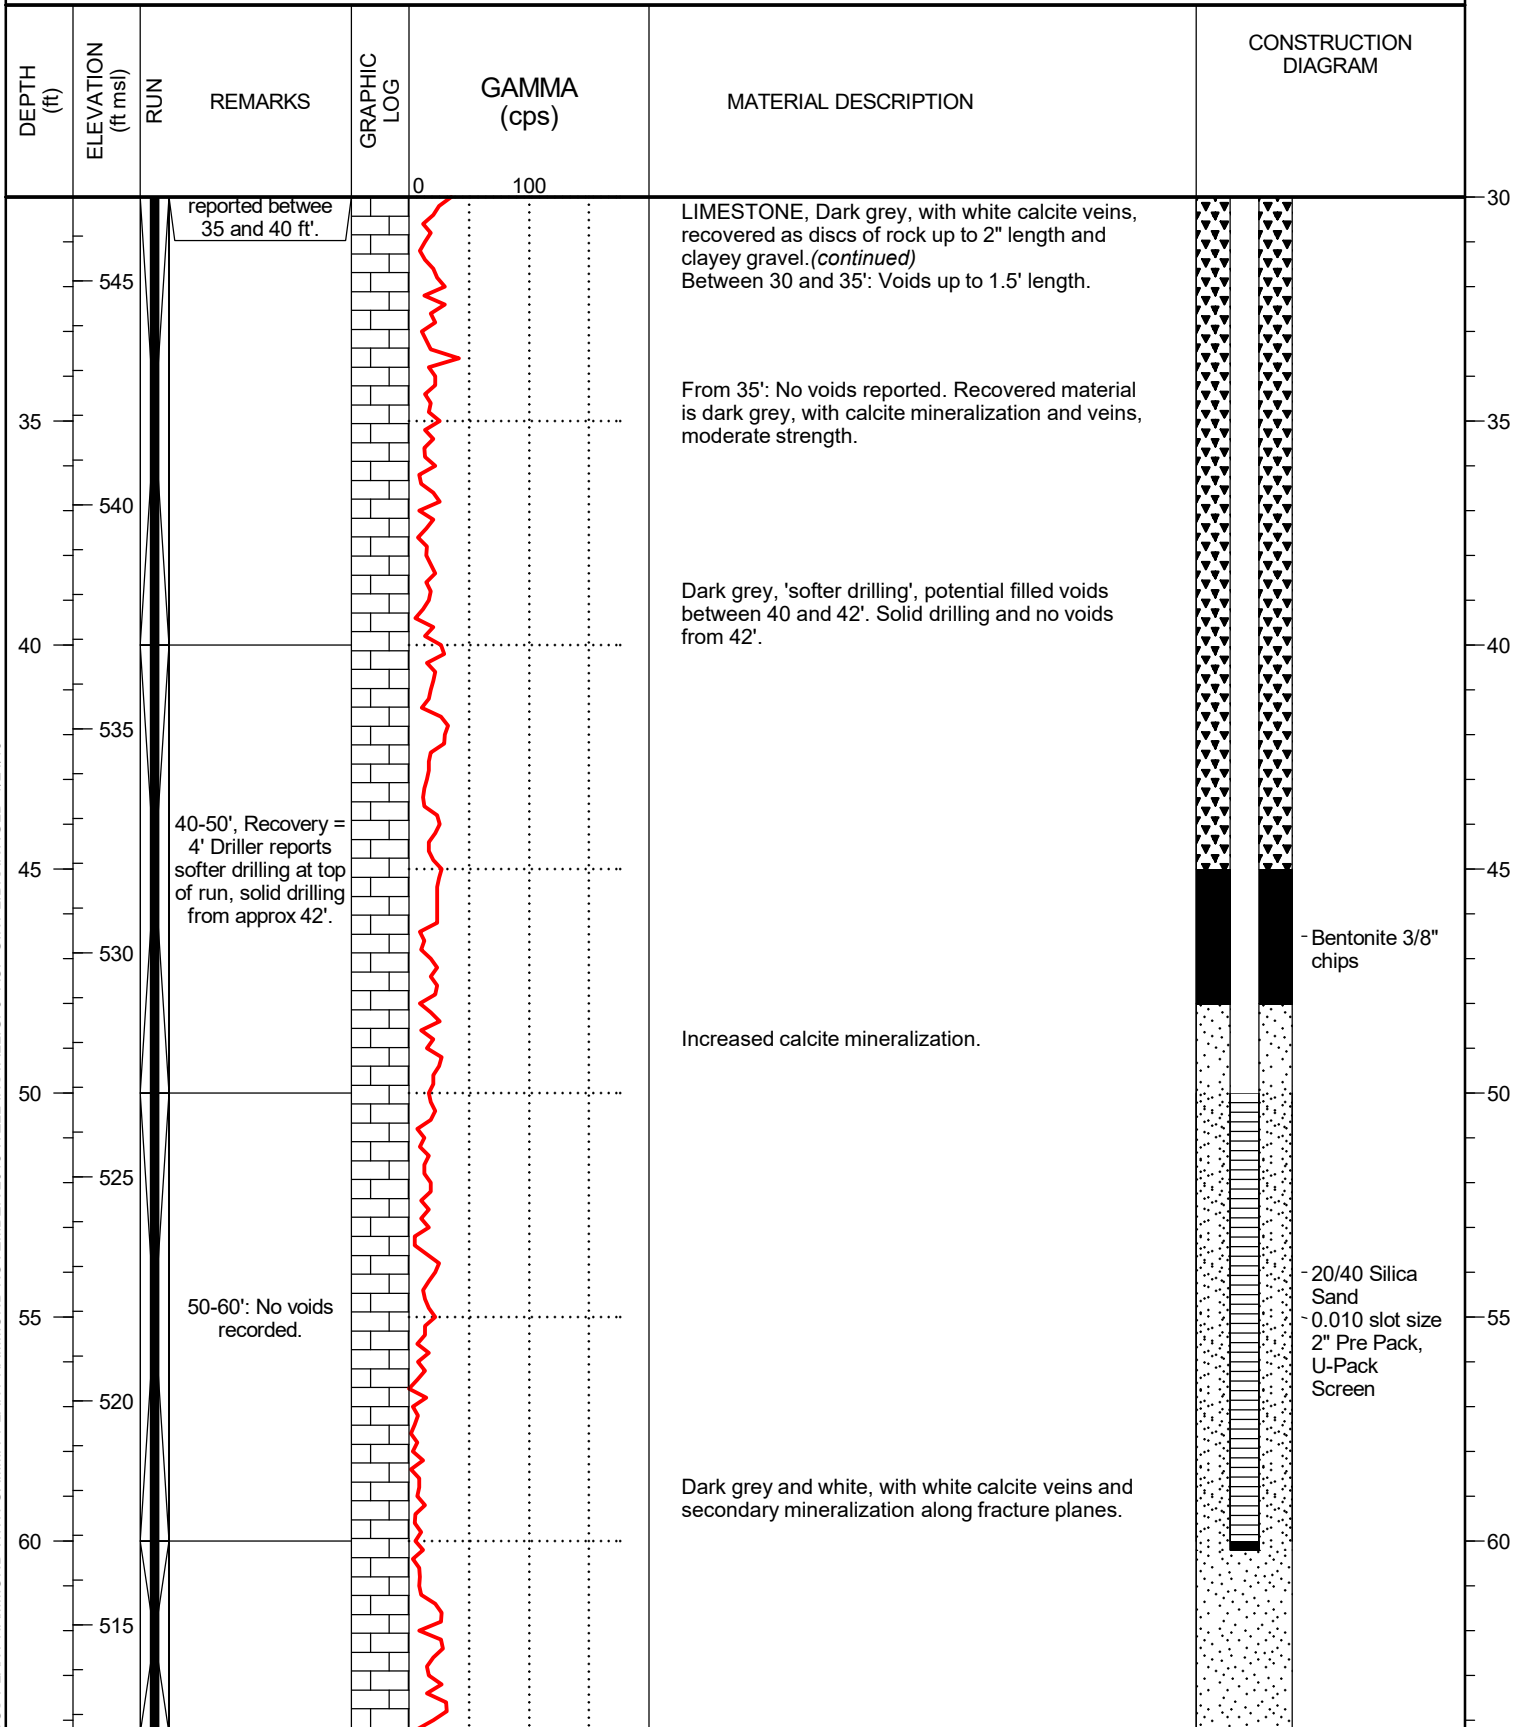 DEPTH
(ft)
ELEVATION
(ft msl)
RUN
REMARKS
GRAPHIC
LOG
GAMMA
(cps)
0 100
MATERIAL DESCRIPTION
CONSTRUCTION
DIAGRAM
reported betwee
35 and 40 ft'.
LIMESTONE, Dark grey, with white calcite veins,
recovered as discs of rock up to 2" length and
clayey gravel.(continued)
Between 30 and 35': Voids up to 1.5' length.
30
545
From 35': No voids reported. Recovered material
is dark grey, with calcite mineralization and veins,
moderate strength.
35
35
540
Dark grey, 'softer drilling', potential filled voids
between 40 and 42'. Solid drilling and no voids
from 42'.
40
40
535
40-50', Recovery =
4' Driller reports
softer drilling at top
of run, solid drilling
from approx 42'.
45
45
530
Bentonite 3/8"
chips
Increased calcite mineralization.
50
50
525
50-60': No voids
recorded.
20/40 Silica
Sand
0.010 slot size
2" Pre Pack,
U-Pack
Screen
55
55
520
Dark grey and white, with white calcite veins and
secondary mineralization along fracture planes.
60
60
515